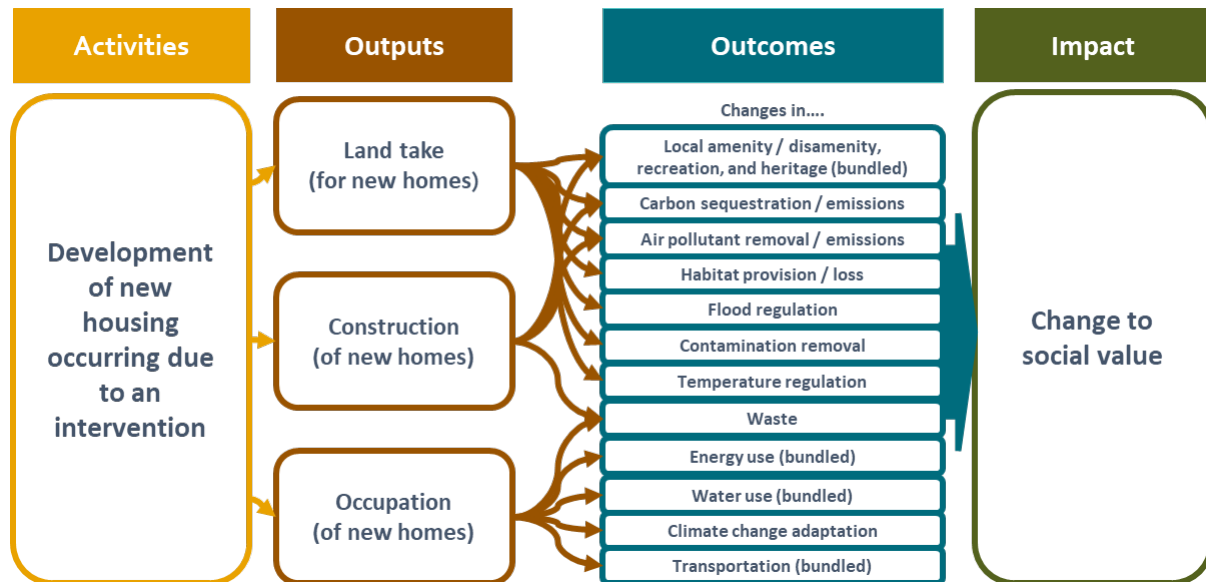 Activities
Outputs
Outcomes
Impact
Development
of new
housing
occurring due
to an
intervention
Land take
(for new homes)
Construction
(of new homes)
Occupation
(of new homes)
Changes in....
Local amenity / disamenity,
recreation, and heritage (bundled)
Carbon sequestration / emissions
Air pollutant removal / emissions
Habitat provision / loss
Flood regulation
Contamination removal
Temperature regulation
Waste
Energy use (bundled)
Water use (bundled)
Climate change adaptation
Transportation (bundled)
Change to
social value